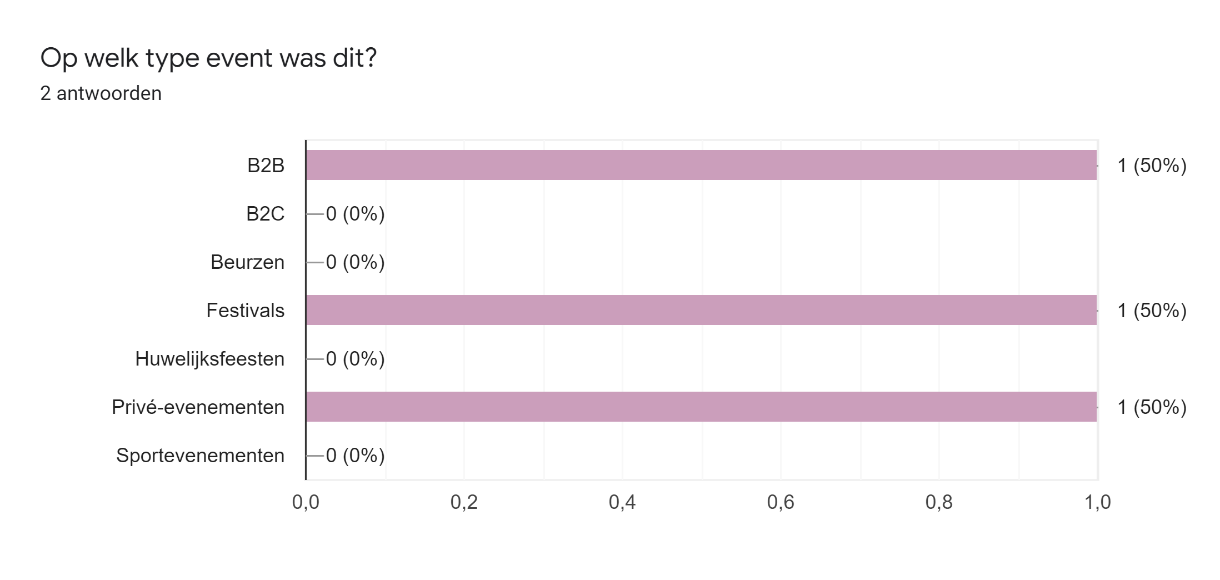 Op welk type event was dit?
2 antwoorden
B2B 1 (50%)
B2C 0 (0%)
Beurzen 0 (0%)
Festivals 1 (50%)
Huwelijksfeesten 0 (0%)
Privé-evenementen 1 (50%)
Sportevenementen 0 (0%)
0,0 0,2 0,4 0,6 0,8 1,0